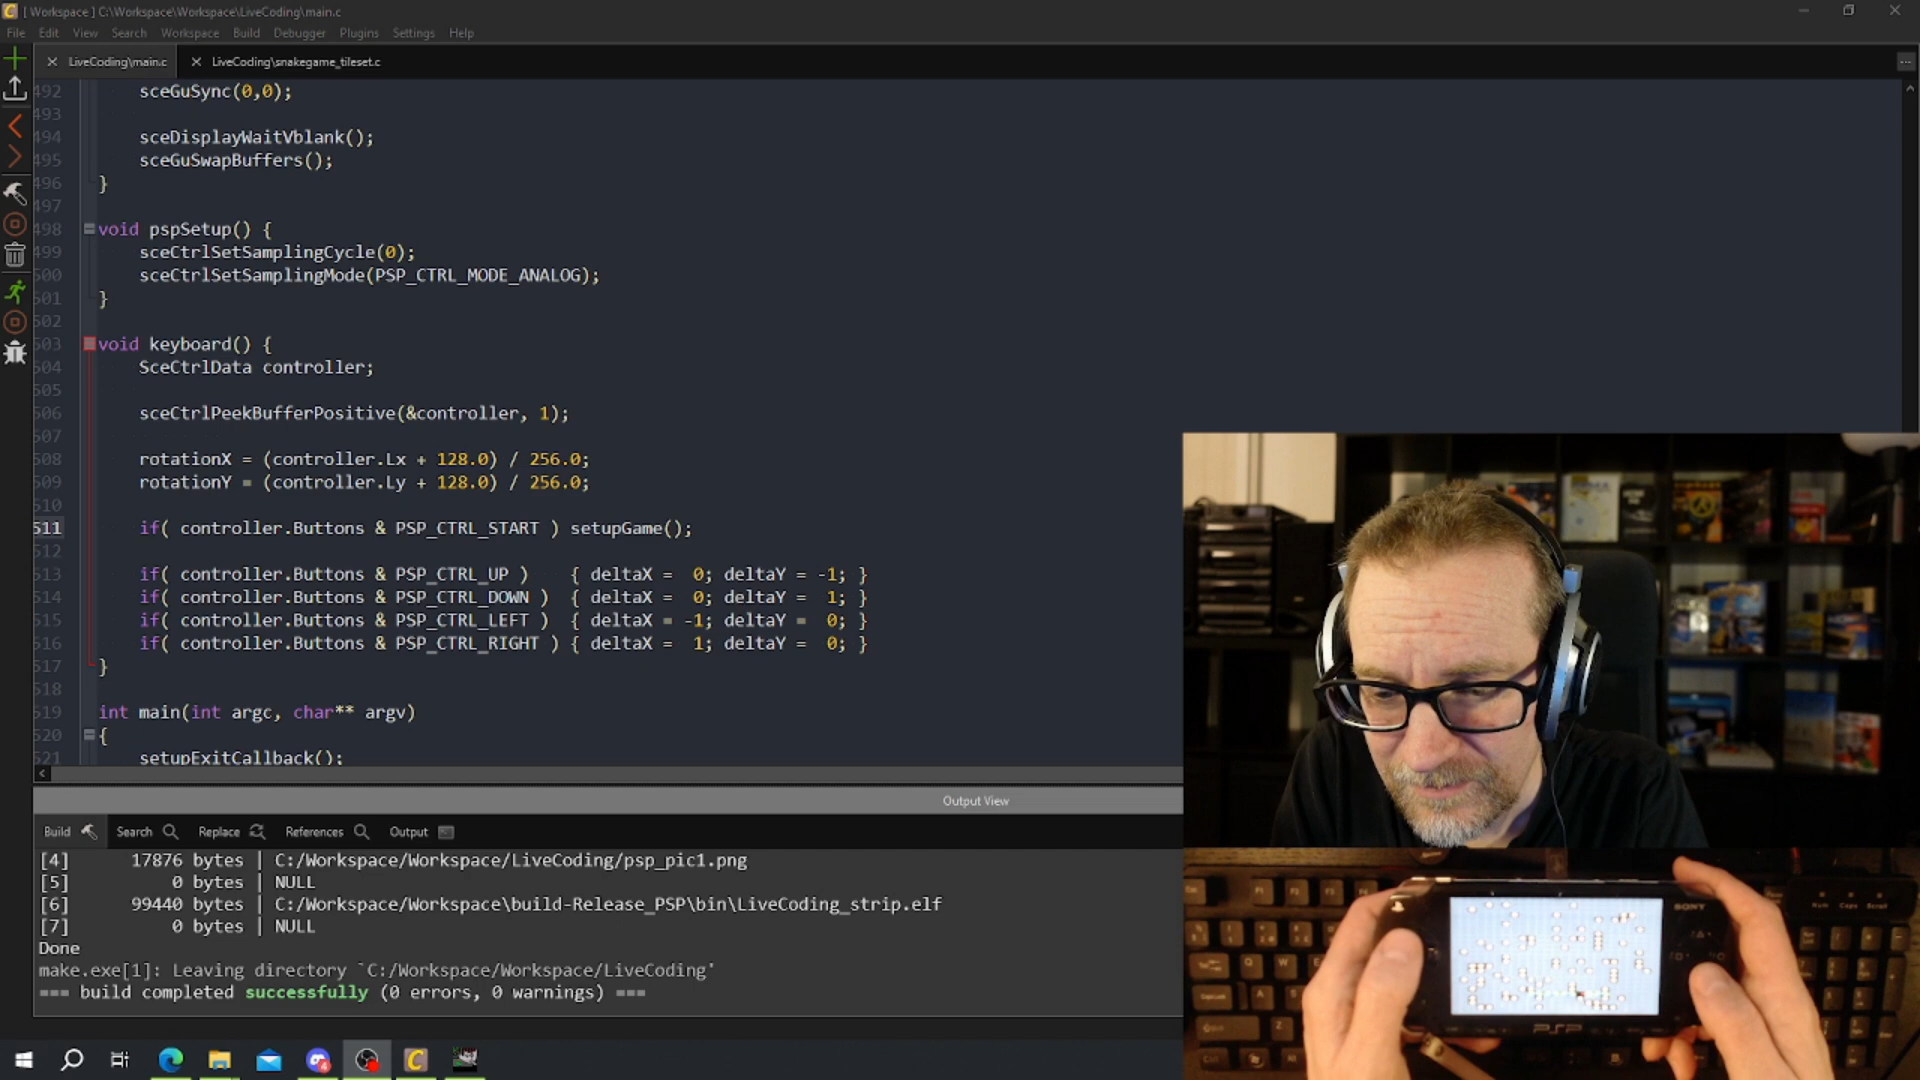 [ Workspace ] C:\Workspace\Workspace\LiveCoding\main.c
File Edit View Search Workspace Build Debugger Plugins Settings Help
LiveCoding\main.c LiveCoding\snakegame_tileset.c
492 sceGuSync(0,0);
493
494 sceDisplayWaitVblank();
495 sceGuSwapBuffers();
496 }
497
498 void pspSetup() {
499 sceCtrlSetSamplingCycle(0);
500 sceCtrlSetSamplingMode(PSP_CTRL_MODE_ANALOG);
501 }
502
503 void keyboard() {
504 SceCtrlData controller;
505
506 sceCtrlPeekBufferPositive(&controller, 1);
507
508 rotationX = (controller.Lx + 128.0) / 256.0;
509 rotationY = (controller.Ly + 128.0) / 256.0;
510
511 if( controller.Buttons & PSP_CTRL_START ) setupGame();
512
513 if( controller.Buttons & PSP_CTRL_UP ) { deltaX = 0; deltaY = -1; }
514 if( controller.Buttons & PSP_CTRL_DOWN ) { deltaX = 0; deltaY = 1; }
515 if( controller.Buttons & PSP_CTRL_LEFT ) { deltaX = -1; deltaY = 0; }
516 if( controller.Buttons & PSP_CTRL_RIGHT ) { deltaX = 1; deltaY = 0; }
517 }
518
519 int main(int argc, char** argv)
520 {
521 setupExitCallback();
Output View
Build Search Replace References Output
[4] 17876 bytes | C:/Workspace/Workspace/LiveCoding/psp_pic1.png
[5] 0 bytes | NULL
[6] 99440 bytes | C:/Workspace/Workspace\build-Release_PSP\bin\LiveCoding_strip.elf
[7] 0 bytes | NULL
Done
make.exe[1]: Leaving directory `C:/Workspace/Workspace/LiveCoding'
=== build completed successfully (0 errors, 0 warnings) ===
SONY
PSP